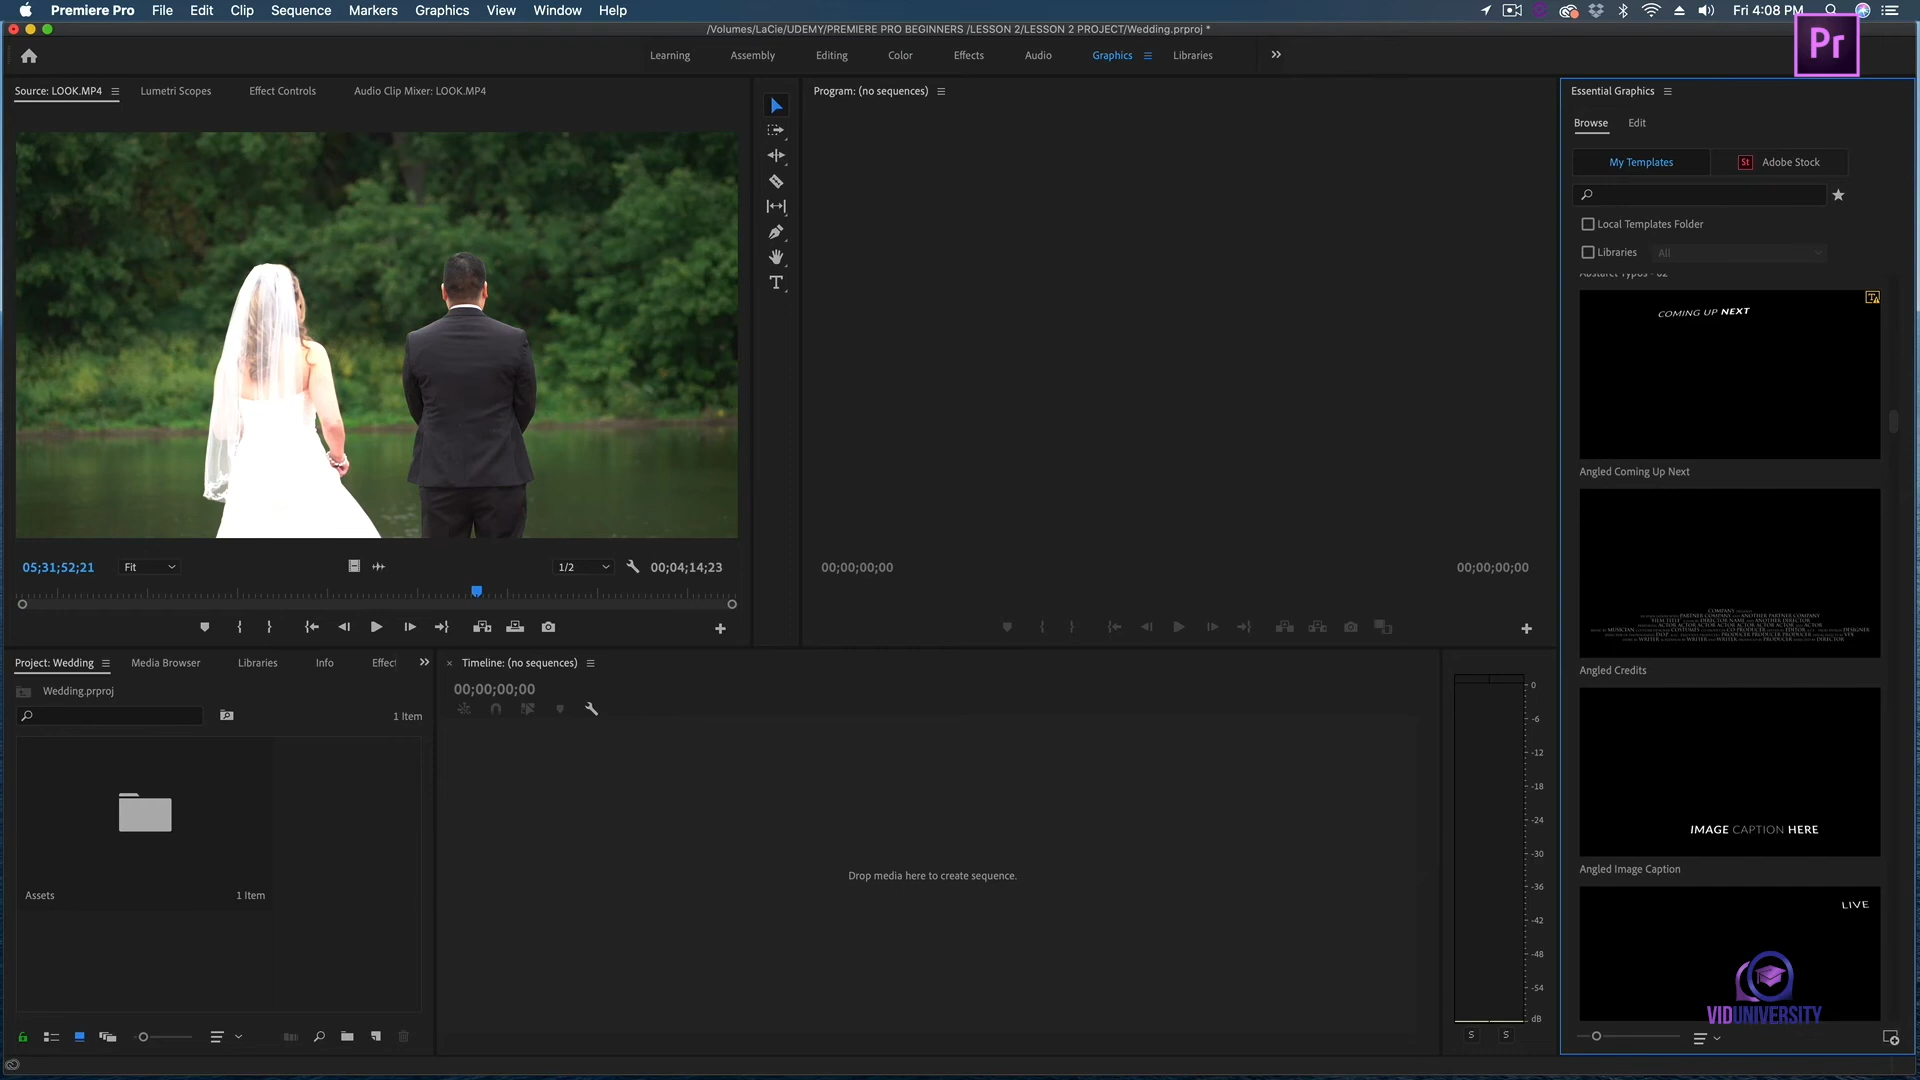 Premiere Pro File Edit Clip Sequence Markers Graphics View Window Help Fri 4:08 PM
/Volumes/LaCie/UDEMY/PREMIERE PRO BEGINNERS /LESSON 2/LESSON 2 PROJECT/Wedding.prproj *
Pr
Learning Assembly Editing Color Effects Audio Graphics Libraries
Source: LOOK.MP4 Lumetri Scopes Effect Controls Audio Clip Mixer: LOOK.MP4
Program: (no sequences)
Essential Graphics
Browse Edit
My Templates St Adobe Stock
Local Templates Folder
Libraries All
COMING UP NEXT
Angled Coming Up Next
Angled Credits
IMAGE CAPTION HERE
Angled Image Caption
LIVE
VIDUNIVERSITY
05;31;52;21 Fit 1/2 00;04;14;23
00;00;00;00 00;00;00;00
Project: Wedding Media Browser Libraries Info Effec
Wedding.prproj
1 Item
Assets 1 Item
Timeline: (no sequences)
00;00;00;00
Drop media here to create sequence.
0
-6
-12
-18
-24
-30
-36
-42
-48
-54
dB
S S